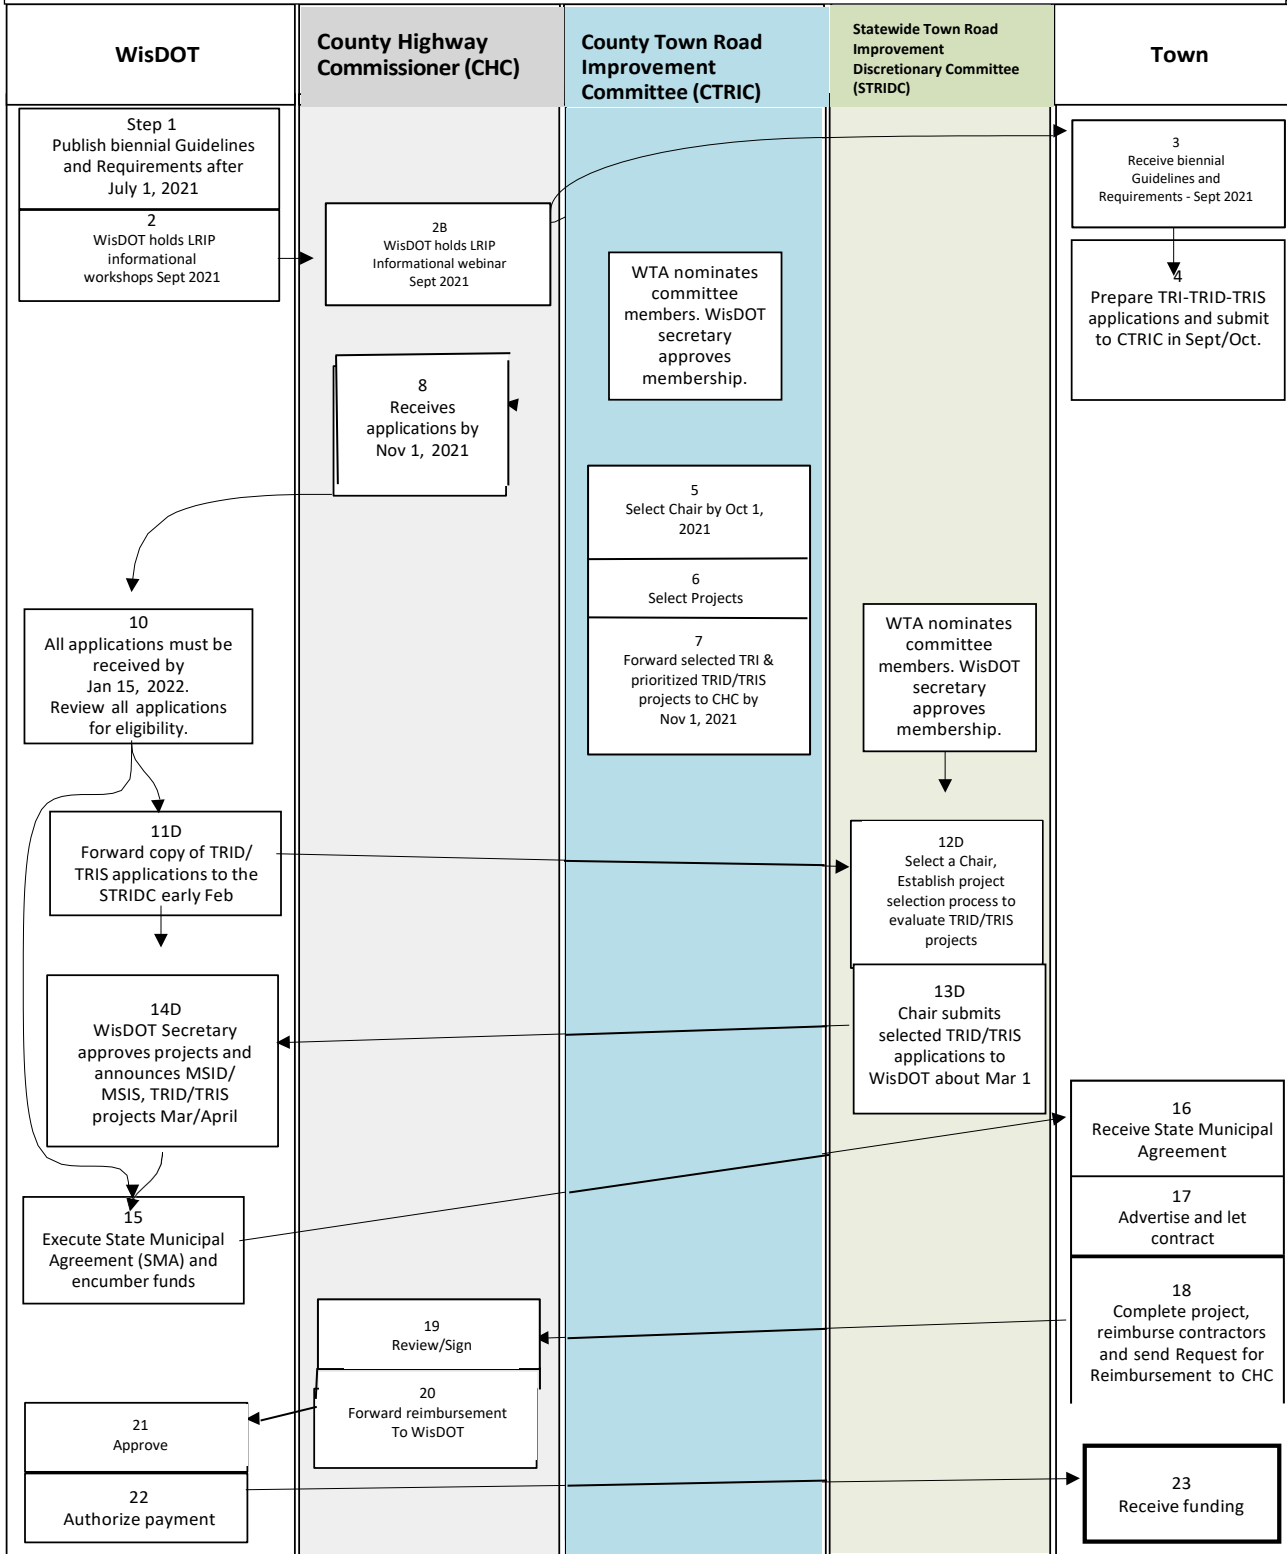 WisDOT
County Highway
Commissioner (CHC)
County Town Road
Improvement
Committee (CTRIC)
Statewide Town Road
Improvement
Discretionary Committee
(STRIDC)
Town
Step 1
Publish biennial Guidelines
and Requirements after
July 1, 2021
2
WisDOT holds LRIP
informational
workshops Sept 2021
2B
WisDOT holds LRIP
Informational webinar
Sept 2021
3
Receive biennial
Guidelines and
Requirements - Sept 2021
4
Prepare TRI-TRID-TRIS
applications and submit
to CTRIC in Sept/Oct.
WTA nominates
committee
members. WisDOT
secretary
approves
membership.
8
Receives
applications by
Nov 1, 2021
5
Select Chair by Oct 1,
2021
6
Select Projects
7
Forward selected TRI &
prioritized TRID/TRIS
projects to CHC by
Nov 1, 2021
10
All applications must be
received by
Jan 15, 2022.
Review all applications
for eligibility.
WTA nominates
committee
members. WisDOT
secretary
approves
membership.
11D
Forward copy of TRID/
TRIS applications to the
STRIDC early Feb
12D
Select a Chair,
Establish project
selection process to
evaluate TRID/TRIS
projects
13D
Chair submits
selected TRID/TRIS
applications to
WisDOT about Mar 1
14D
WisDOT Secretary
approves projects and
announces MSID/
MSIS, TRID/TRIS
projects Mar/April
15
Execute State Municipal
Agreement (SMA) and
encumber funds
16
Receive State Municipal
Agreement
17
Advertise and let
contract
18
Complete project,
reimburse contractors
and send Request for
Reimbursement to CHC
19
Review/Sign
20
Forward reimbursement
To WisDOT
21
Approve
22
Authorize payment
23
Receive funding